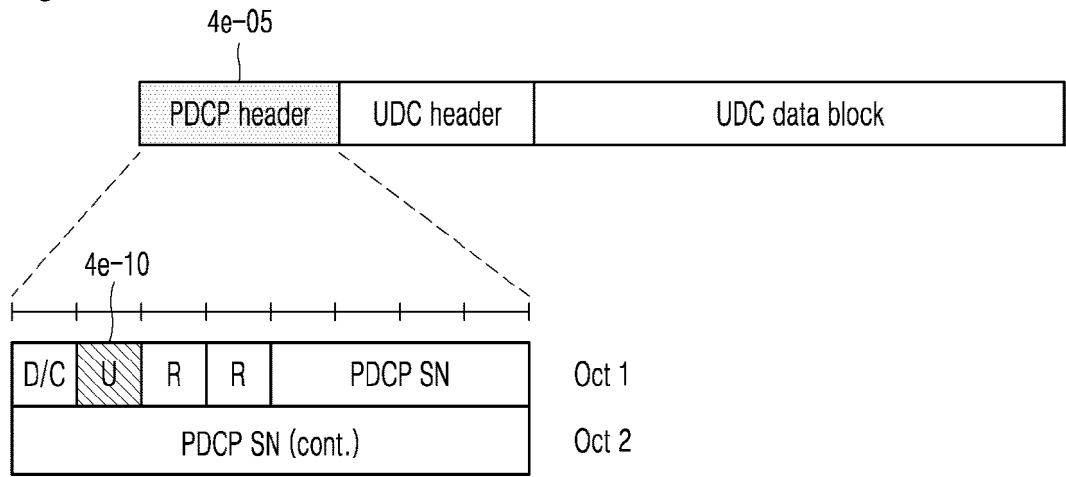 4e-05
PDCP header UDC header UDC data block
4e-10
D/C U R R PDCP SN Oct 1
PDCP SN (cont.) Oct 2